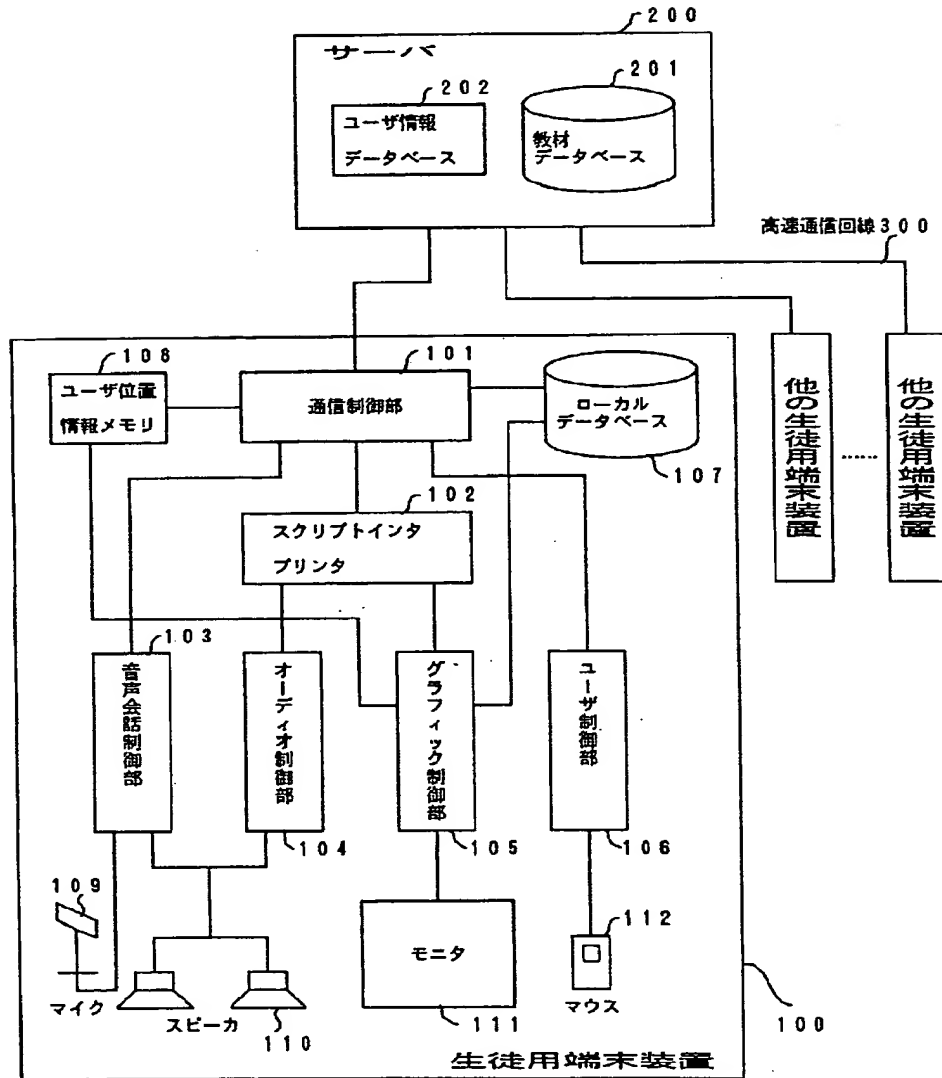 200
サーバ
202
201
ユーザ情報
データベース
教材
データベース
高速通信回線300
108
ユーザ位置
情報メモリ
101
通信制御部
ローカル
データベース
107
他の生徒用端末装置
……
他の生徒用端末装置
102
スクリプトインタ
プリンタ
103
音声会話制御部
オーディオ制御部
104
グラフィック制御部
105
ユーザ制御部
106
109
マイク
スピーカ
110
モニタ
111
112
マウス
100
生徒用端末装置